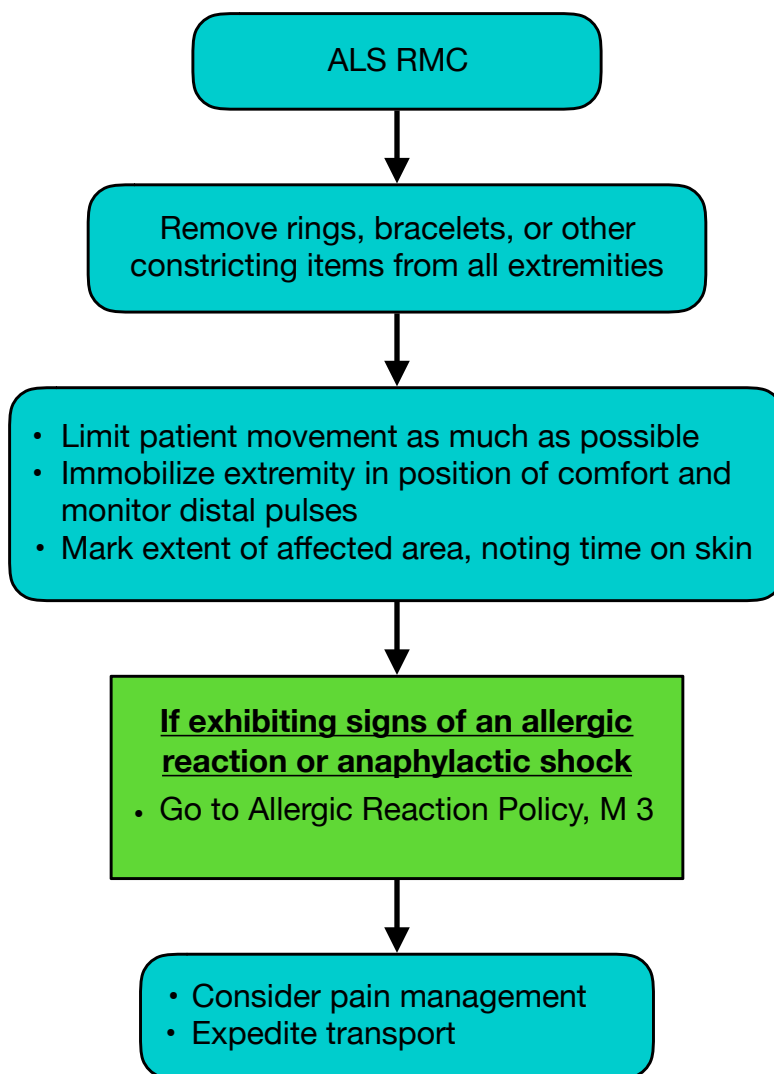 ALS RMC
Remove rings, bracelets, or other
constricting items from all extremities
• Limit patient movement as much as possible
• Immobilize extremity in position of comfort and
monitor distal pulses
• Mark extent of affected area, noting time on skin
If exhibiting signs of an allergic
reaction or anaphylactic shock
• Go to Allergic Reaction Policy, M 3
• Consider pain management
• Expedite transport